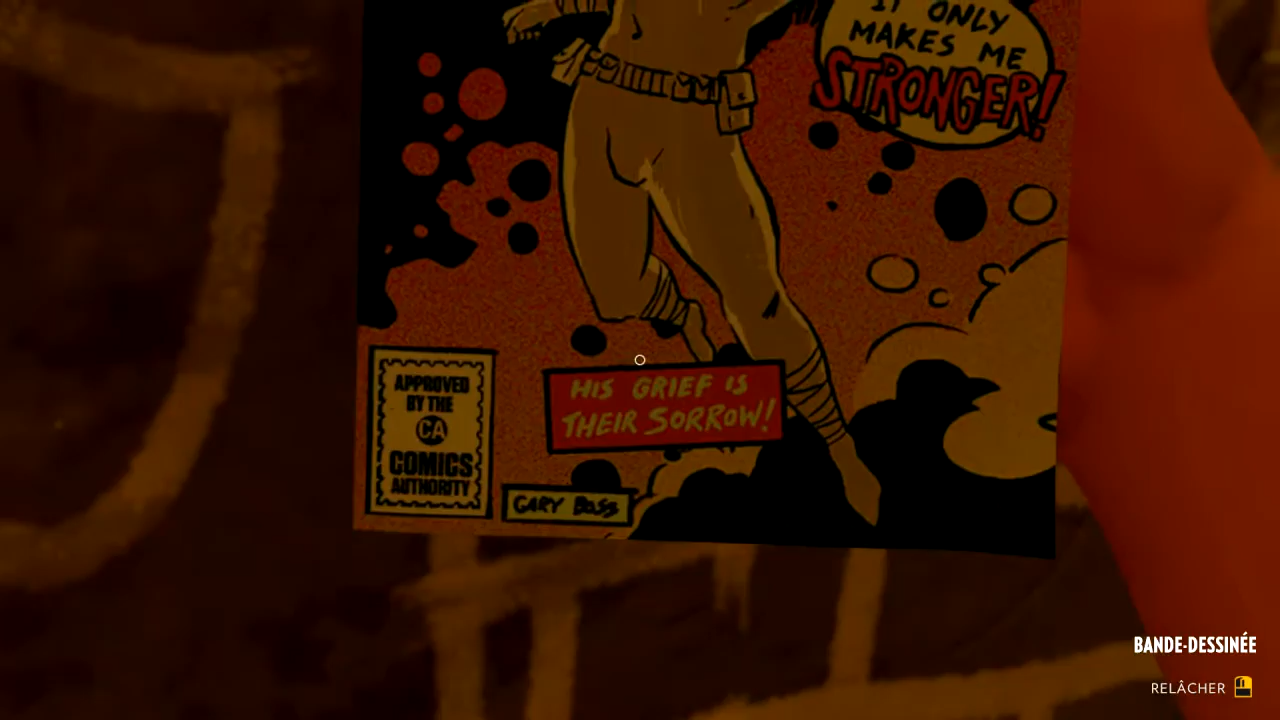 IT ONLY
MAKES ME
STRONGER!
APPROVED
BY THE
CA
COMICS
AUTHORITY
HIS GRIEF IS
THEIR SORROW!
GARY BOSS
BANDE-DESSINÉE
RELÂCHER